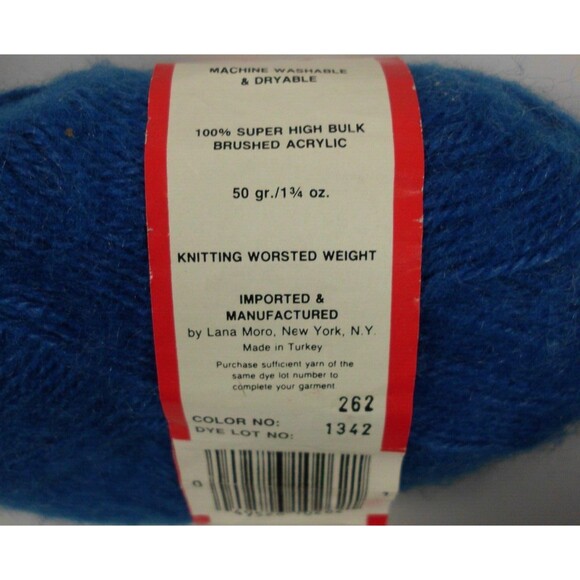 MACHINE WASHABLE
& DRYABLE
100% SUPER HIGH BULK
BRUSHED ACRYLIC
50 gr./1¾ oz.
KNITTING WORSTED WEIGHT
IMPORTED &
MANUFACTURED
by Lana Moro, New York, N.Y.
Made in Turkey
Purchase sufficient yarn of the
same dye lot number to
complete your garment
COLOR NO: 262
DYE LOT NO: 1342
0